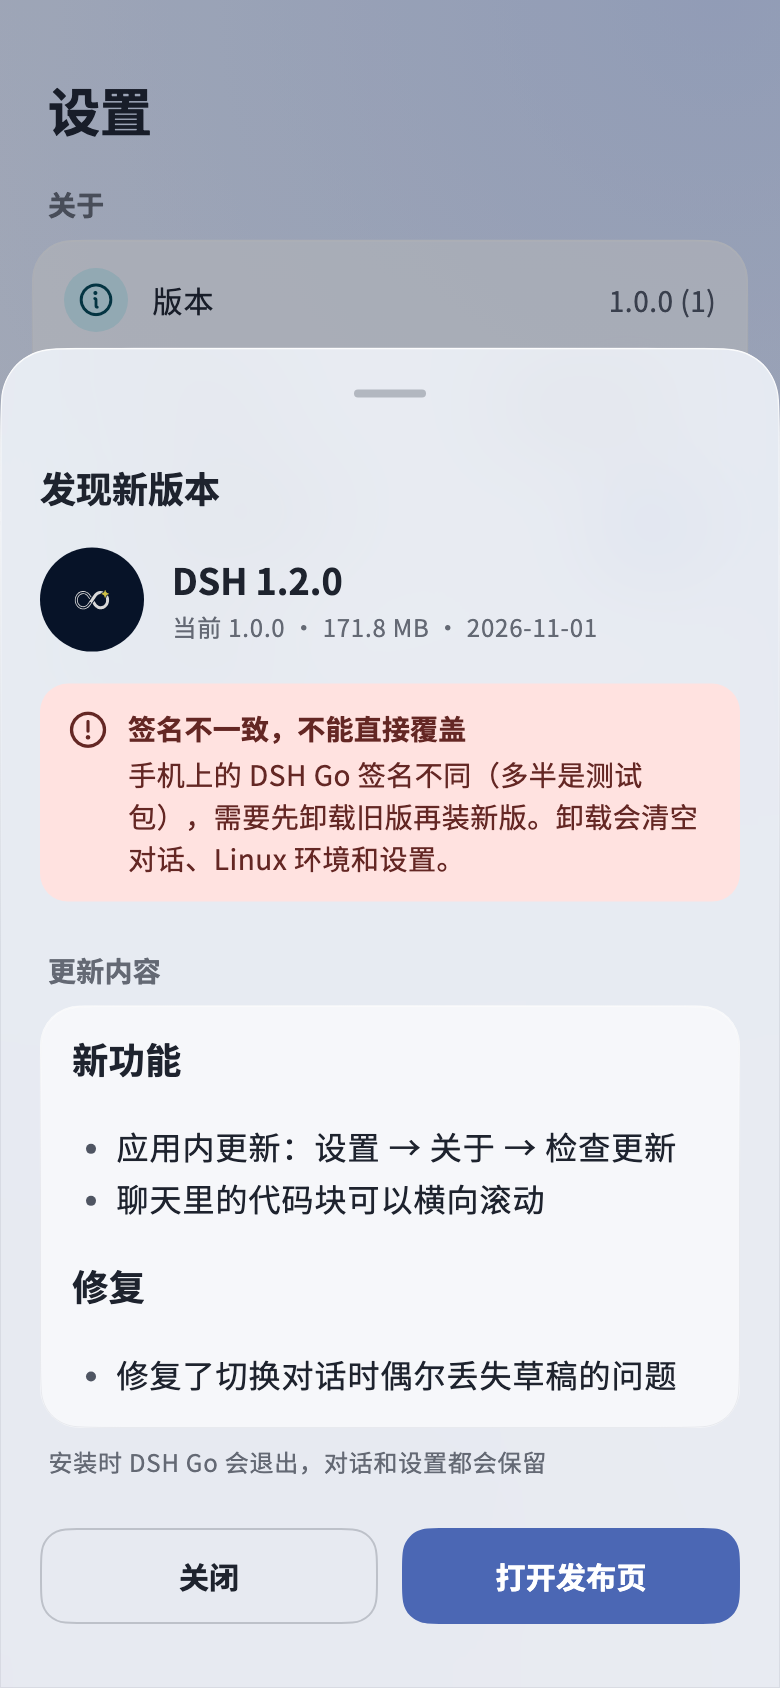 设置
关于
版本
1.0.0 (1)
发现新版本
DSH 1.2.0
当前 1.0.0 · 171.8 MB · 2026-11-01
签名不一致，不能直接覆盖
手机上的 DSH Go 签名不同（多半是测试
包），需要先卸载旧版再装新版。卸载会清空
对话、Linux 环境和设置。
更新内容
新功能
• 应用内更新：设置 → 关于 → 检查更新
• 聊天里的代码块可以横向滚动
修复
• 修复了切换对话时偶尔丢失草稿的问题
安装时 DSH Go 会退出，对话和设置都会保留
关闭
打开发布页